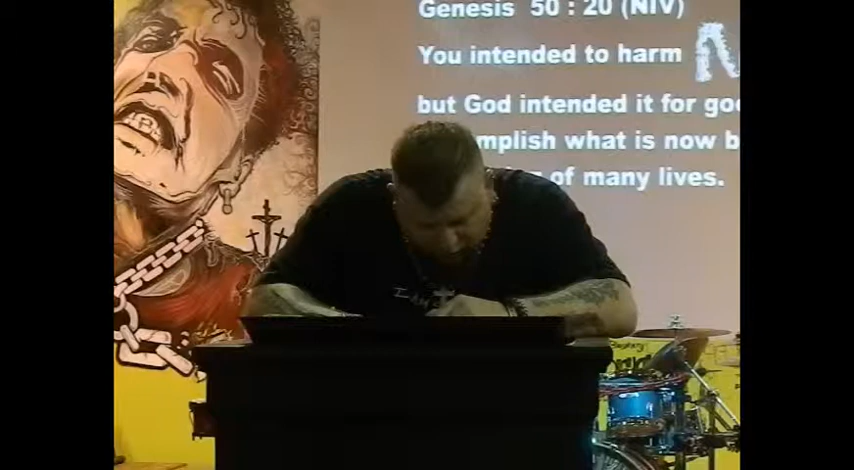 Genesis 50:20 (NIV)
You intended to harm
but God intended it for goo
mplish what is now b
of many lives.
I AM